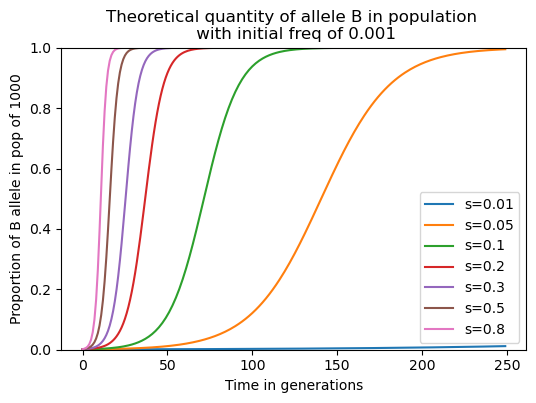 Theoretical quantity of allele B in population
with initial freq of 0.001
Proportion of B allele in pop of 1000
1.0
0.8
0.6
0.4
0.2
0.0
s=0.01
s=0.05
s=0.1
s=0.2
s=0.3
s=0.5
s=0.8
0 50 100 150 200 250
Time in generations